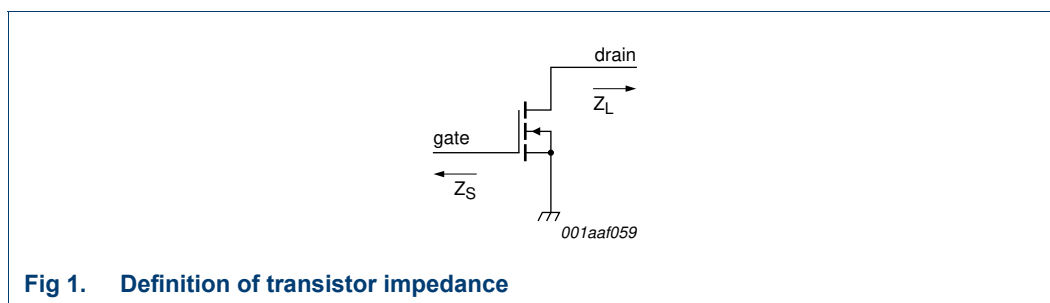 drain
Z_L
gate
Z_S
001aaf059
Fig 1. Definition of transistor impedance